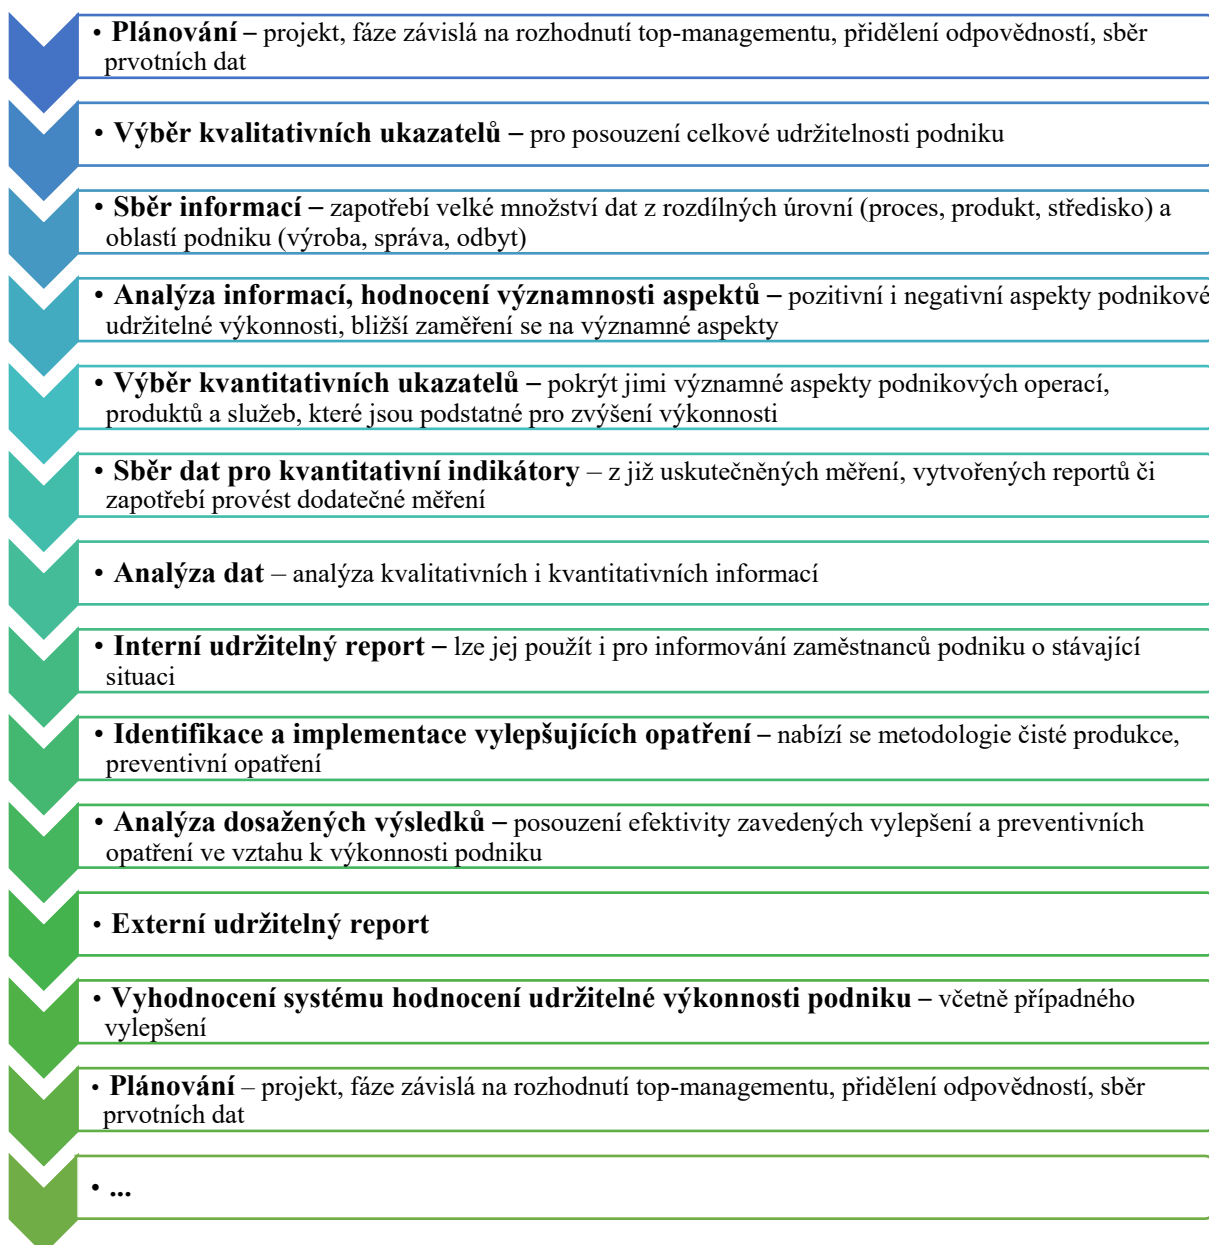 • Plánování – projekt, fáze závislá na rozhodnutí top-managementu, přidělení odpovědností, sběr
prvotních dat
• Výběr kvalitativních ukazatelů – pro posouzení celkové udržitelnosti podniku
• Sběr informací – zapotřebí velké množství dat z rozdílných úrovní (proces, produkt, středisko) a
oblastí podniku (výroba, správa, odbyt)
• Analýza informací, hodnocení významnosti aspektů – pozitivní i negativní aspekty podnikové
udržitelné výkonnosti, bližší zaměření se na významné aspekty
• Výběr kvantitativních ukazatelů – pokrýt jimi významné aspekty podnikových operací,
produktů a služeb, které jsou podstatné pro zvýšení výkonnosti
• Sběr dat pro kvantitativní indikátory – z již uskutečněných měření, vytvořených reportů či
zapotřebí provést dodatečné měření
• Analýza dat – analýza kvalitativních i kvantitativních informací
• Interní udržitelný report – lze jej použít i pro informování zaměstnanců podniku o stávající
situaci
• Identifikace a implementace vylepšujících opatření – nabízí se metodologie čisté produkce,
preventivní opatření
• Analýza dosažených výsledků – posouzení efektivity zavedených vylepšení a preventivních
opatření ve vztahu k výkonnosti podniku
• Externí udržitelný report
• Vyhodnocení systému hodnocení udržitelné výkonnosti podniku – včetně případného
vylepšení
• Plánování – projekt, fáze závislá na rozhodnutí top-managementu, přidělení odpovědností, sběr
prvotních dat
• ...